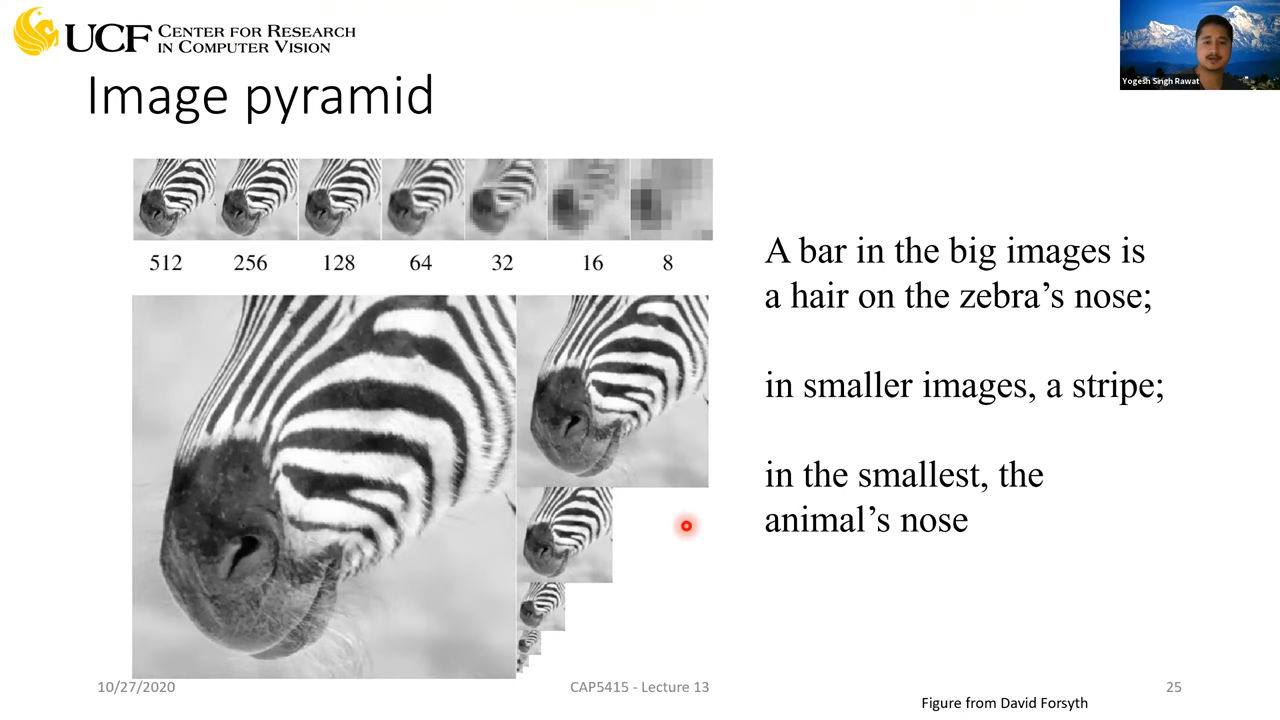 UCF CENTER FOR RESEARCH
IN COMPUTER VISION
Yogesh Singh Rawat
Image pyramid
512 256 128 64 32 16 8
A bar in the big images is
a hair on the zebra’s nose;
in smaller images, a stripe;
in the smallest, the
animal’s nose
10/27/2020
CAP5415 - Lecture 13
25
Figure from David Forsyth